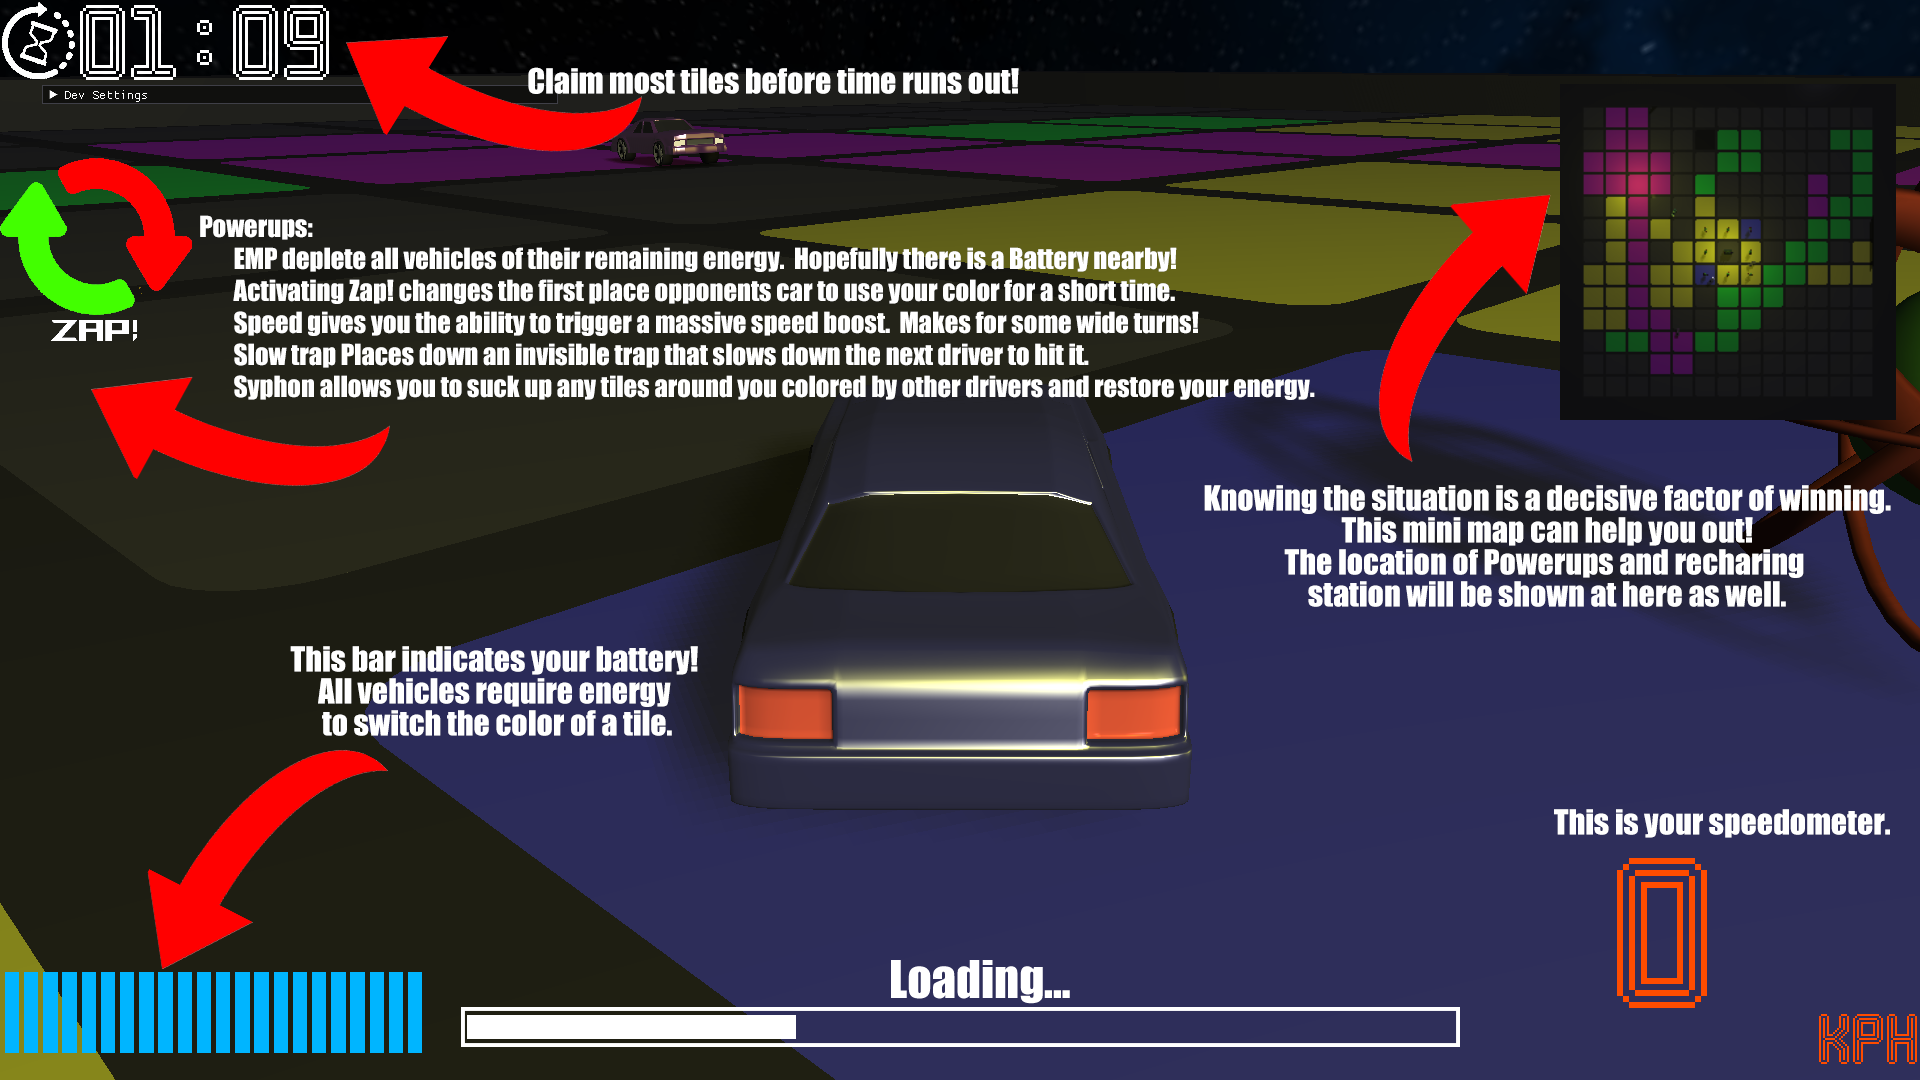 01:09
Dev Settings
Claim most tiles before time runs out!
ZAP!
Powerups:
EMP deplete all vehicles of their remaining energy.  Hopefully there is a Battery nearby!
Activating Zap! changes the first place opponents car to use your color for a short time.
Speed gives you the ability to trigger a massive speed boost.  Makes for some wide turns!
Slow trap Places down an invisible trap that slows down the next driver to hit it.
Syphon allows you to suck up any tiles around you colored by other drivers and restore your energy.
Knowing the situation is a decisive factor of winning.
This mini map can help you out!
The location of Powerups and recharing
station will be shown at here as well.
This bar indicates your battery!
All vehicles require energy
to switch the color of a tile.
This is your speedometer.
0
KPH
Loading...